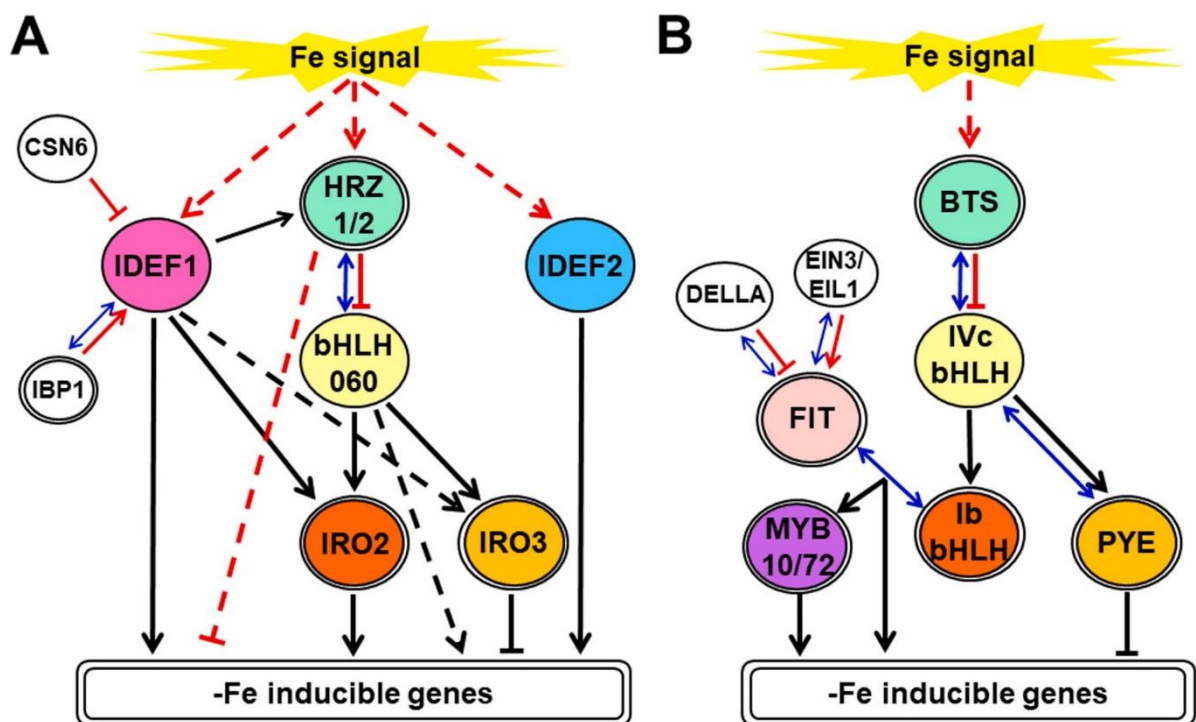 A
Fe signal
CSN6
HRZ
1/2
IDEF1
IDEF2
IBP1
bHLH
060
IRO2
IRO3
-Fe inducible genes
B
Fe signal
BTS
DELLA
EIN3/
EIL1
IVc
bHLH
FIT
MYB
10/72
Ib
bHLH
PYE
-Fe inducible genes